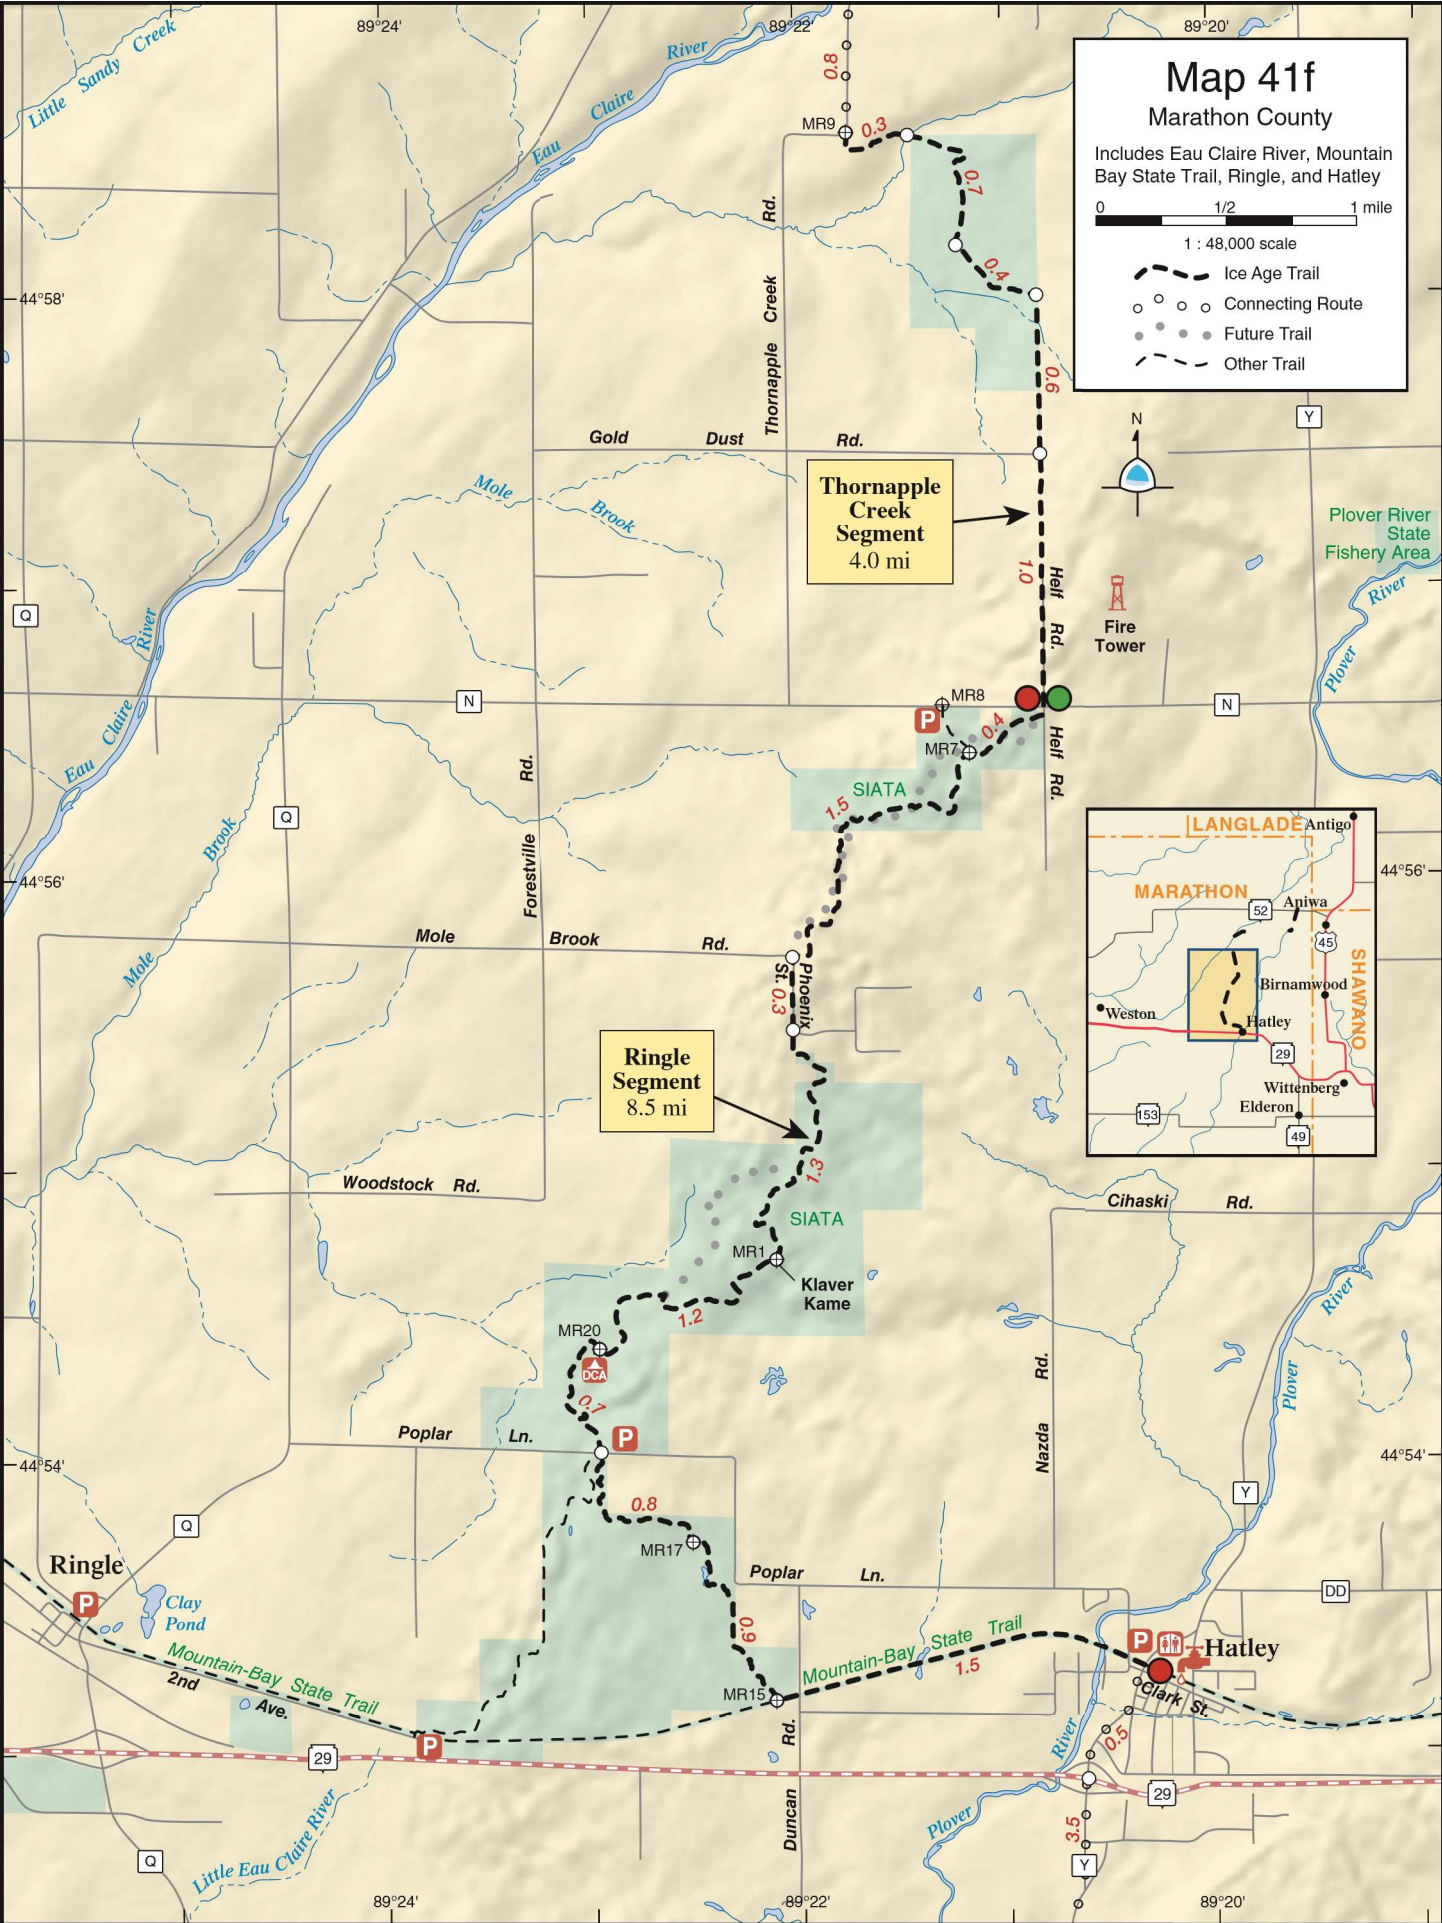 89°24'
89°22'
89°20'
Little Sandy Creek
Eau Claire River
0.8
MR9
0.3
0.7
0.4
0.6
Map 41f
Marathon County
Includes Eau Claire River, Mountain
Bay State Trail, Ringle, and Hatley
0 1/2 1 mile
1 : 48,000 scale
Ice Age Trail
Connecting Route
Future Trail
Other Trail
44°58'
Thornapple Creek Rd.
Gold Dust Rd.
Y
N
Mole Brook
Thornapple
Creek
Segment
4.0 mi
1.0
Helf Rd.
Fire
Tower
Plover River
State
Fishery Area
Plover River
Q
Eau Claire River
N
MR8
P
MR7
0.4
N
Helf Rd.
SIATA
1.5
Q
Mole Brook
Forestville Rd.
44°56'
44°56'
LANGLADE
Antigo
MARATHON
52
Aniwa
45
SHAWANO
Birnamwood
Weston
Hatley
29
Wittenberg
Elderon
153
49
Mole Brook Rd.
Phoenix
St.
0.3
Ringle
Segment
8.5 mi
1.3
Woodstock Rd.
SIATA
MR1
Klaver
Kame
1.2
Cihaski Rd.
Plover River
MR20
DCA
0.7
Nazda Rd.
Poplar Ln.
P
44°54'
44°54'
Y
Q
0.8
MR17
Ringle
P
Clay
Pond
Poplar Ln.
DD
0.9
Mountain-Bay State Trail
2nd Ave.
Mountain-Bay State Trail
1.5
P
Hatley
MR15
Clark St.
P
29
0.5
River
29
Duncan Rd.
Plover
3.5
Y
Q
Little Eau Claire River
89°24'
89°22'
89°20'